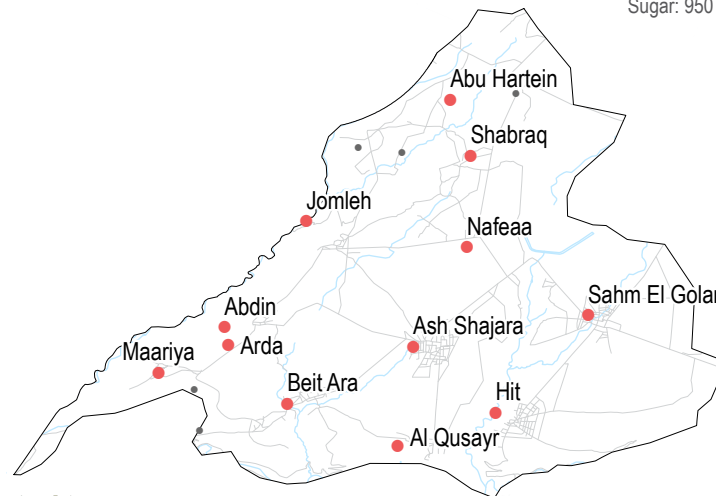 Sugar: 950
Abu Hartein
Shabraq
Jomleh
Nafeaa
Sahm El Golan
Abdin
Arda
Ash Shajara
Maariya
Beit Ara
Hit
Al Qusayr